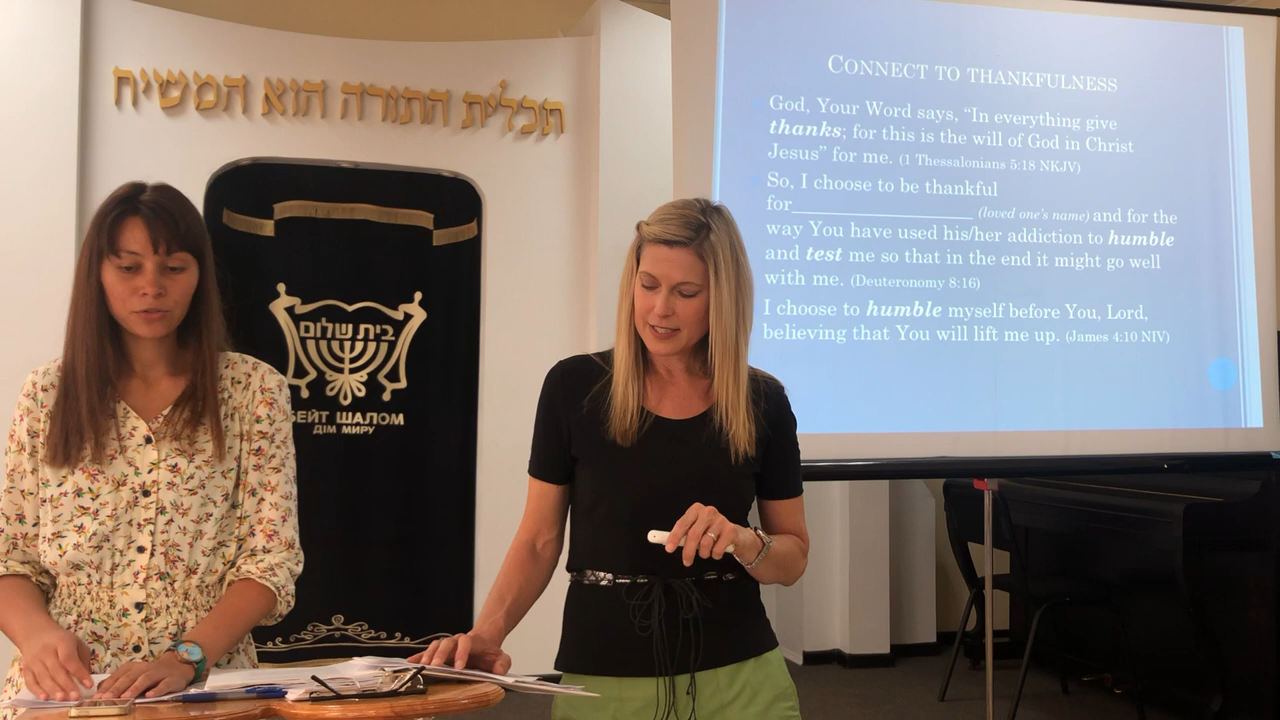 תכלית התורה הוא המשיח
בית שלום
БЕЙТ ШАЛОМ
ДІМ МИРУ
CONNECT TO THANKFULNESS
God, Your Word says, “In everything give
thanks; for this is the will of God in Christ
Jesus” for me. (1 Thessalonians 5:18 NKJV)
So, I choose to be thankful
for____________________ (loved one’s name) and for the
way You have used his/her addiction to humble
and test me so that in the end it might go well
with me. (Deuteronomy 8:16)
I choose to humble myself before You, Lord,
believing that You will lift me up. (James 4:10 NIV)